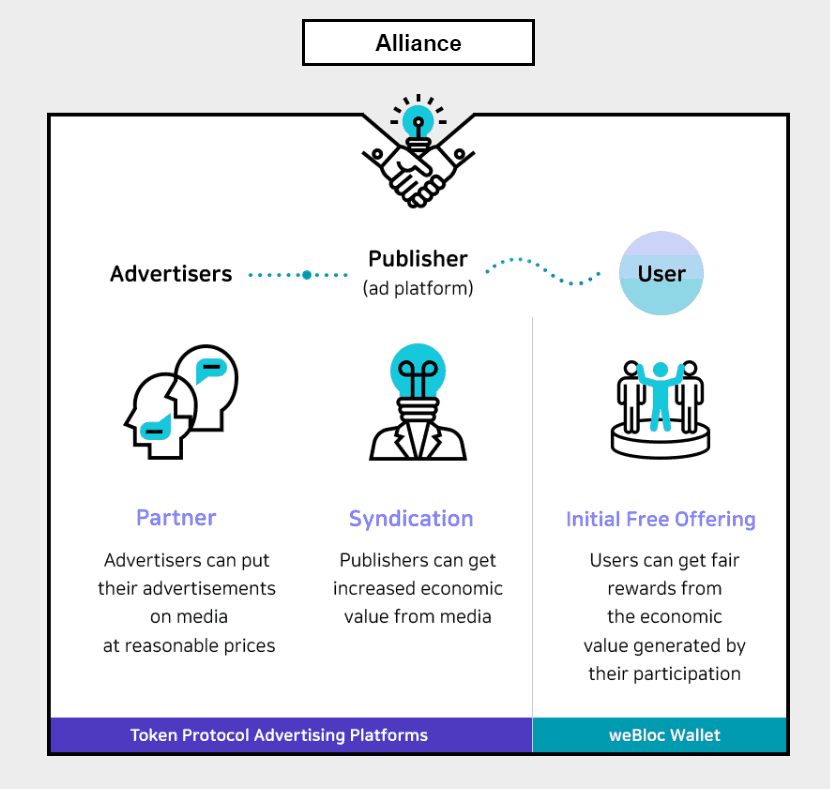 Alliance
Advertisers
Publisher
(ad platform)
User
Partner
Advertisers can put
their advertisements
on media
at reasonable prices
Syndication
Publishers can get
increased economic
value from media
Initial Free Offering
Users can get fair
rewards from
the economic
value generated by
their participation
Token Protocol Advertising Platforms
weBloc Wallet